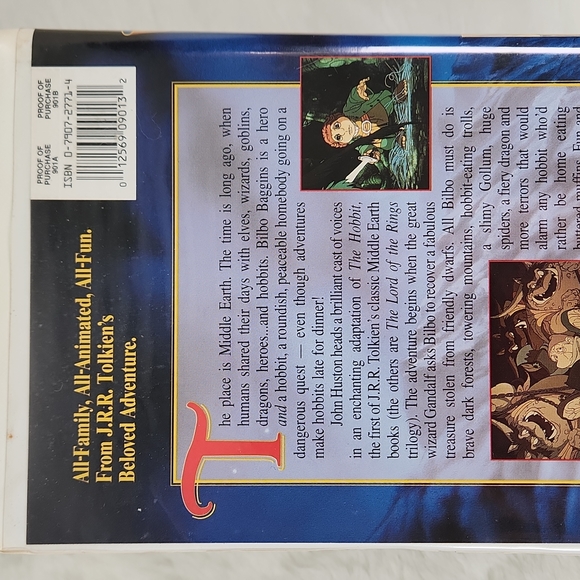 All-Family, All-Animated, All-Fun.
From J.R.R. Tolkien's
Beloved Adventure.
PROOF OF
PURCHASE
901A
PROOF OF
PURCHASE
901B
ISBN 0-7907-2771-4
0 12569 09013 2
The place is Middle Earth. The time is long ago, when
humans shared their days with elves, wizards, goblins,
dragons, heroes...and hobbits. Bilbo Baggins is a hero
and a hobbit, a roundish, peaceable homebody going on a
dangerous quest — even though adventures
make hobbits late for dinner!
John Huston heads a brilliant cast of voices
in an enchanting adaptation of The Hobbit,
the first of J.R.R. Tolkien's classic Middle Earth
books (the others are The Lord of the Rings
trilogy). The adventure begins when the great
wizard Gandalf asks Bilbo to recover a fabulous
treasure stolen from friendly dwarfs. All Bilbo must do is
brave dark forests, towering mountains, hobbit-eating trolls,
a slimy Gollum, huge
spiders, a fiery dragon and
more terrors that would
alarm any hobbit who'd
rather be home eating